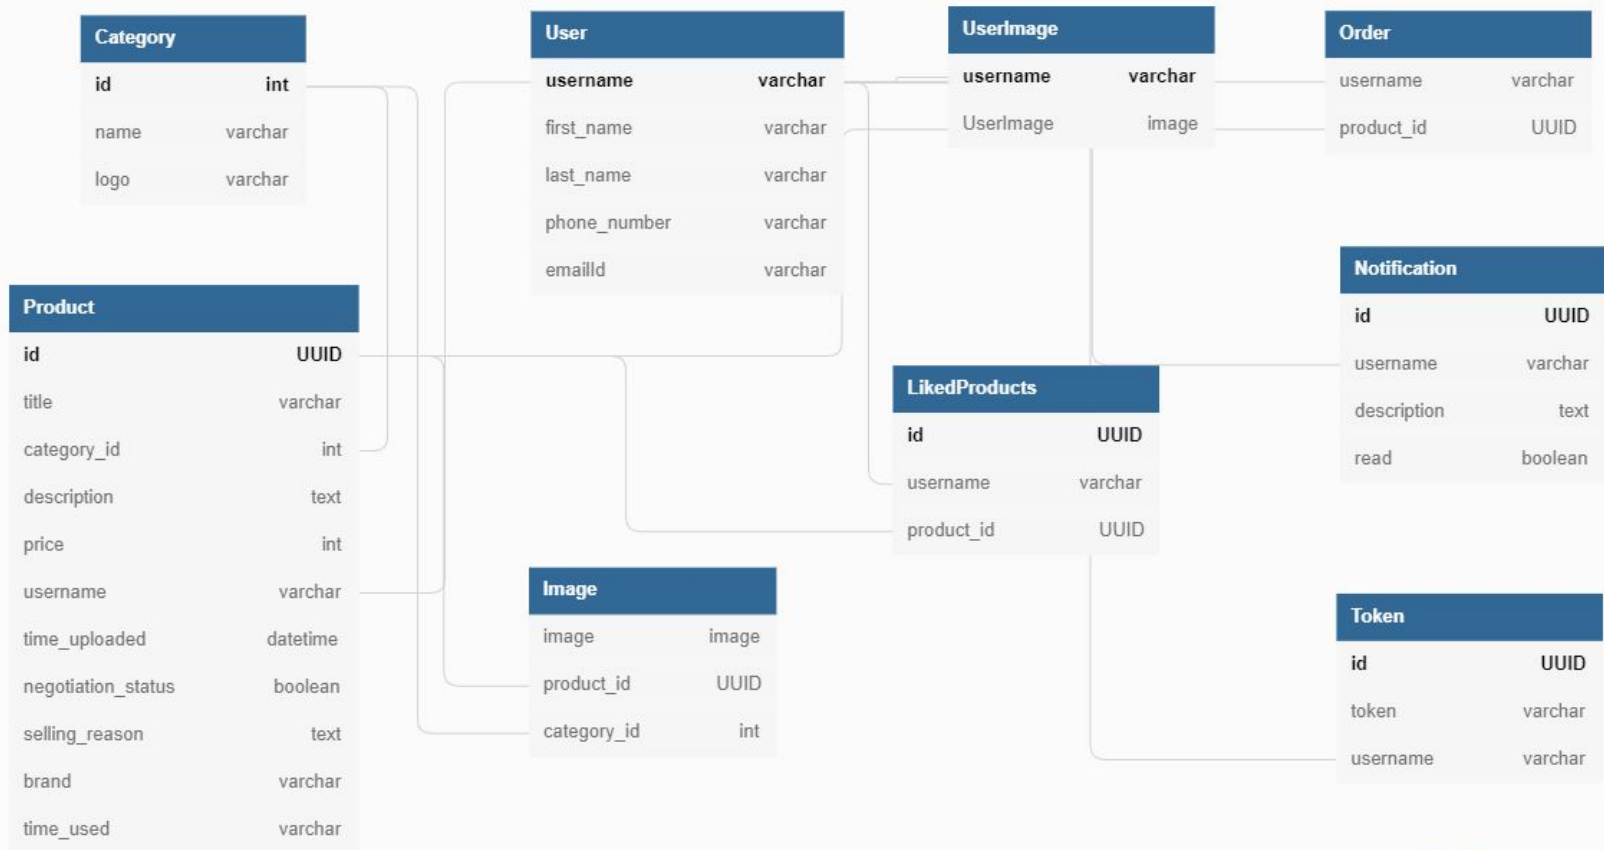 Category
id int
name varchar
logo varchar
User
username varchar
first_name varchar
last_name varchar
phone_number varchar
emailId varchar
UserImage
username varchar
UserImage image
Order
username varchar
product_id UUID
Product
id UUID
title varchar
category_id int
description text
price int
username varchar
time_uploaded datetime
negotiation_status boolean
selling_reason text
brand varchar
time_used varchar
Notification
id UUID
username varchar
description text
read boolean
LikedProducts
id UUID
username varchar
product_id UUID
Image
image image
product_id UUID
category_id int
Token
id UUID
token varchar
username varchar